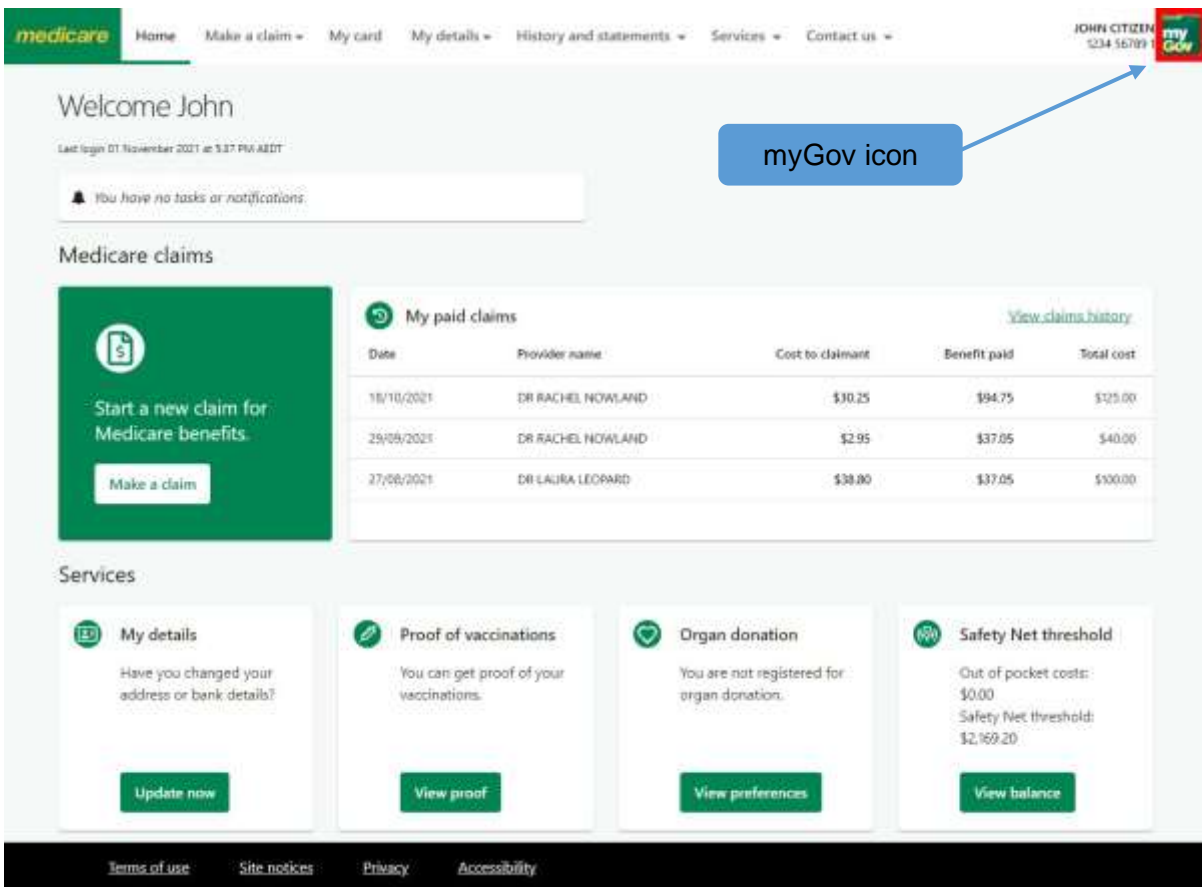 medicare
Home Make a claim My card My details History and statements Services Contact us
JOHN CITIZEN
1234 56789 1
my
Gov
Welcome John
myGov icon
Last login 01 November 2021 at 5:37 PM AEDT
You have no tasks or notifications.
Medicare claims
Start a new claim for
Medicare benefits.
Make a claim
My paid claims View claims history
Date Provider name Cost to claimant Benefit paid Total cost
18/10/2021 DR RACHEL NOWLAND $30.25 $94.75 $125.00
29/09/2021 DR RACHEL NOWLAND $2.95 $37.05 $40.00
27/08/2021 DR LAURA LEOPARD $38.80 $37.05 $100.00
Services
My details
Have you changed your
address or bank details?
Update now
Proof of vaccinations
You can get proof of your
vaccinations.
View proof
Organ donation
You are not registered for
organ donation.
View preferences
Safety Net threshold
Out of pocket costs:
$0.00
Safety Net threshold:
$2,169.20
View balance
Terms of use Site notices Privacy Accessibility